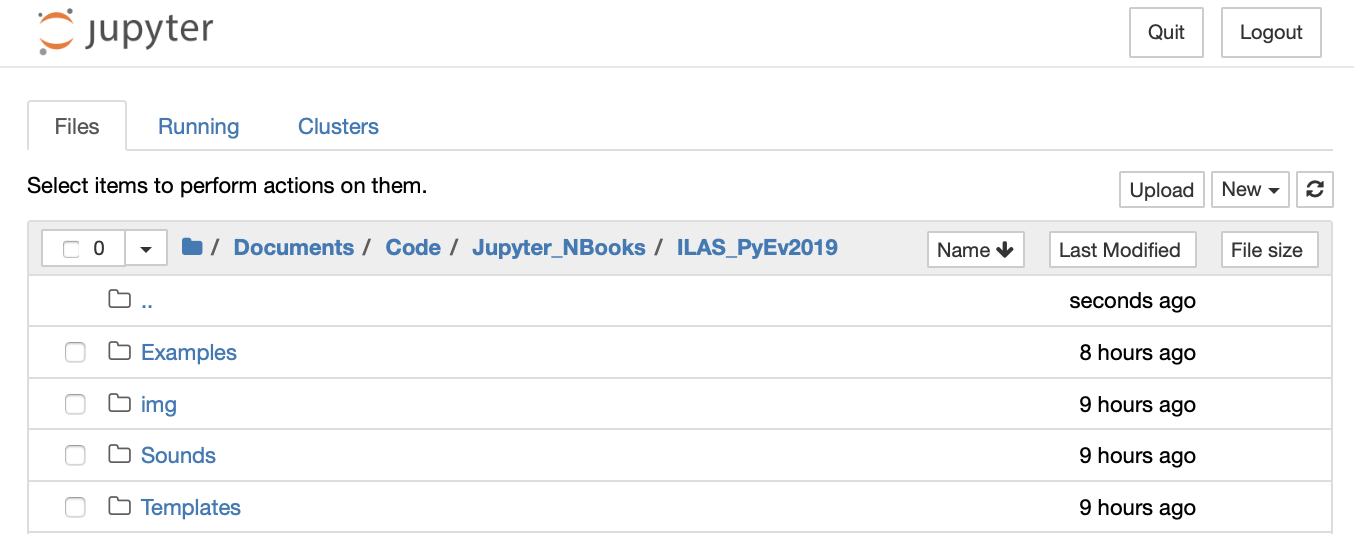 jupyter Quit Logout
Files Running Clusters
Select items to perform actions on them. Upload New
0 / Documents / Code / Jupyter_NBooks / ILAS_PyEv2019 Name Last Modified File size
.. seconds ago
Examples 8 hours ago
img 9 hours ago
Sounds 9 hours ago
Templates 9 hours ago